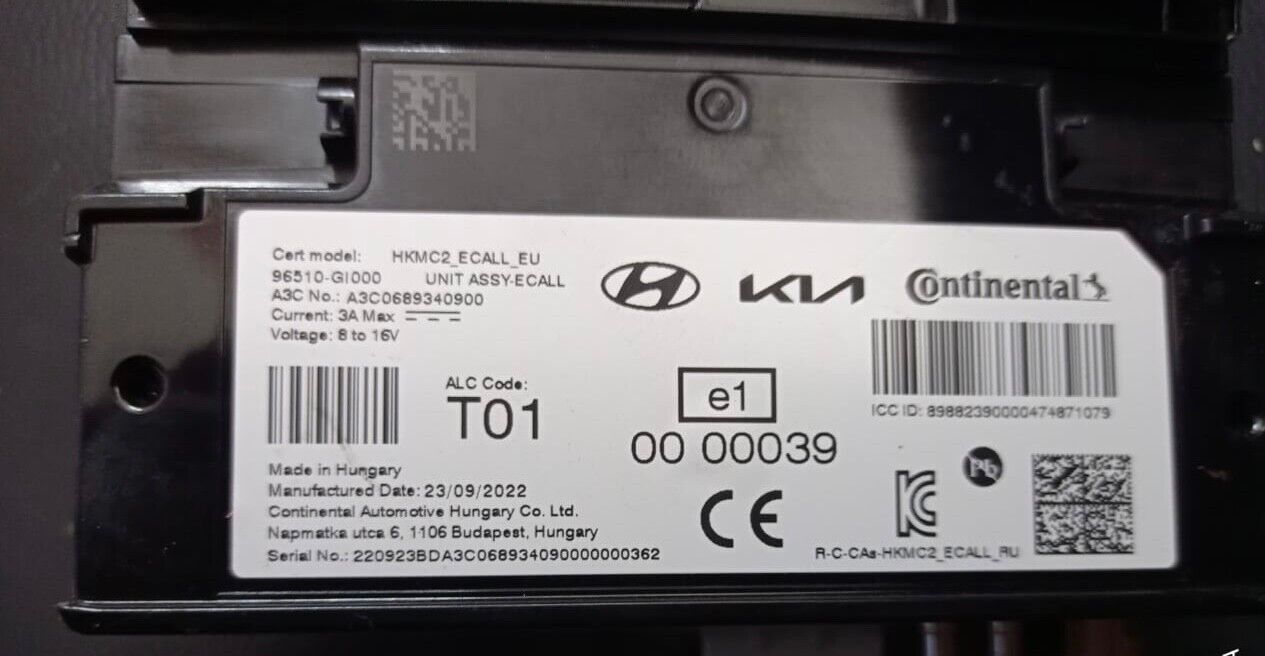 Cert model: HKMC2_ECALL_EU
96510-GI000 UNIT ASSY-ECALL
A3C No.: A3C0689340900
Current: 3A Max
Voltage: 8 to 16V
KIA
Continental
ICC ID: 89882390000474871079
ALC Code:
T01
e1
00 00039
Made in Hungary
Manufactured Date: 23/09/2022
Continental Automotive Hungary Co. Ltd.
Napmatka utca 6, 1106 Budapest, Hungary
Serial No.: 220923BDA3C068934090000000362
CE
Pb
R-C-CAs-HKMC2_ECALL_RU